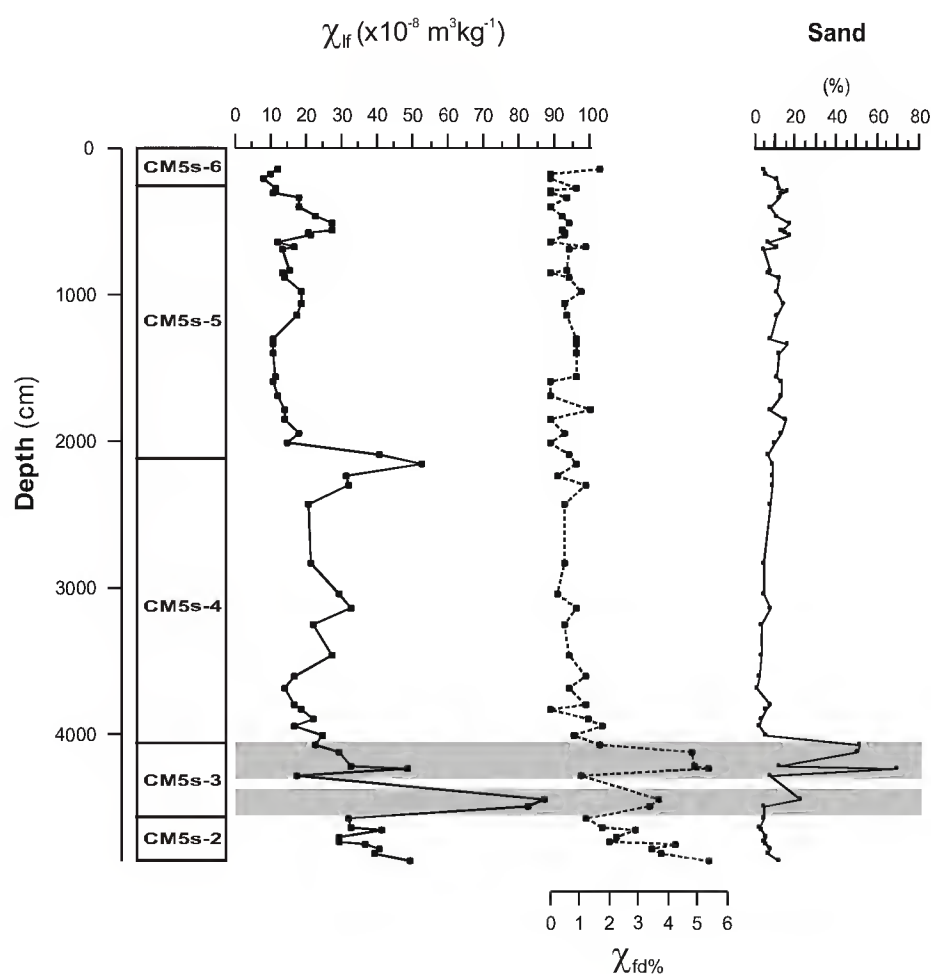 χlf (x10⁻⁸ m³kg⁻¹)
Sand
(%)
0 10 20 30 40 50 60 70 80 90 100
0 20 40 60 80
0
CM5s-6
1000
CM5s-5
2000
Depth (cm)
3000
CM5s-4
4000
CM5s-3
CM5s-2
0 1 2 3 4 5 6
χfd%